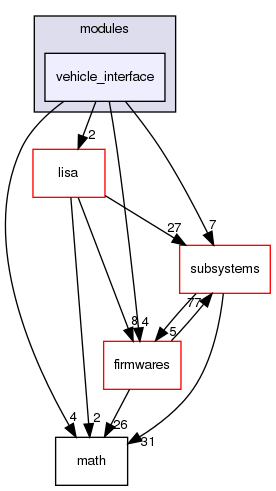 modules
vehicle_interface
2
lisa
27
7
subsystems
77
8
4
5
firmwares
4
2
26
31
math